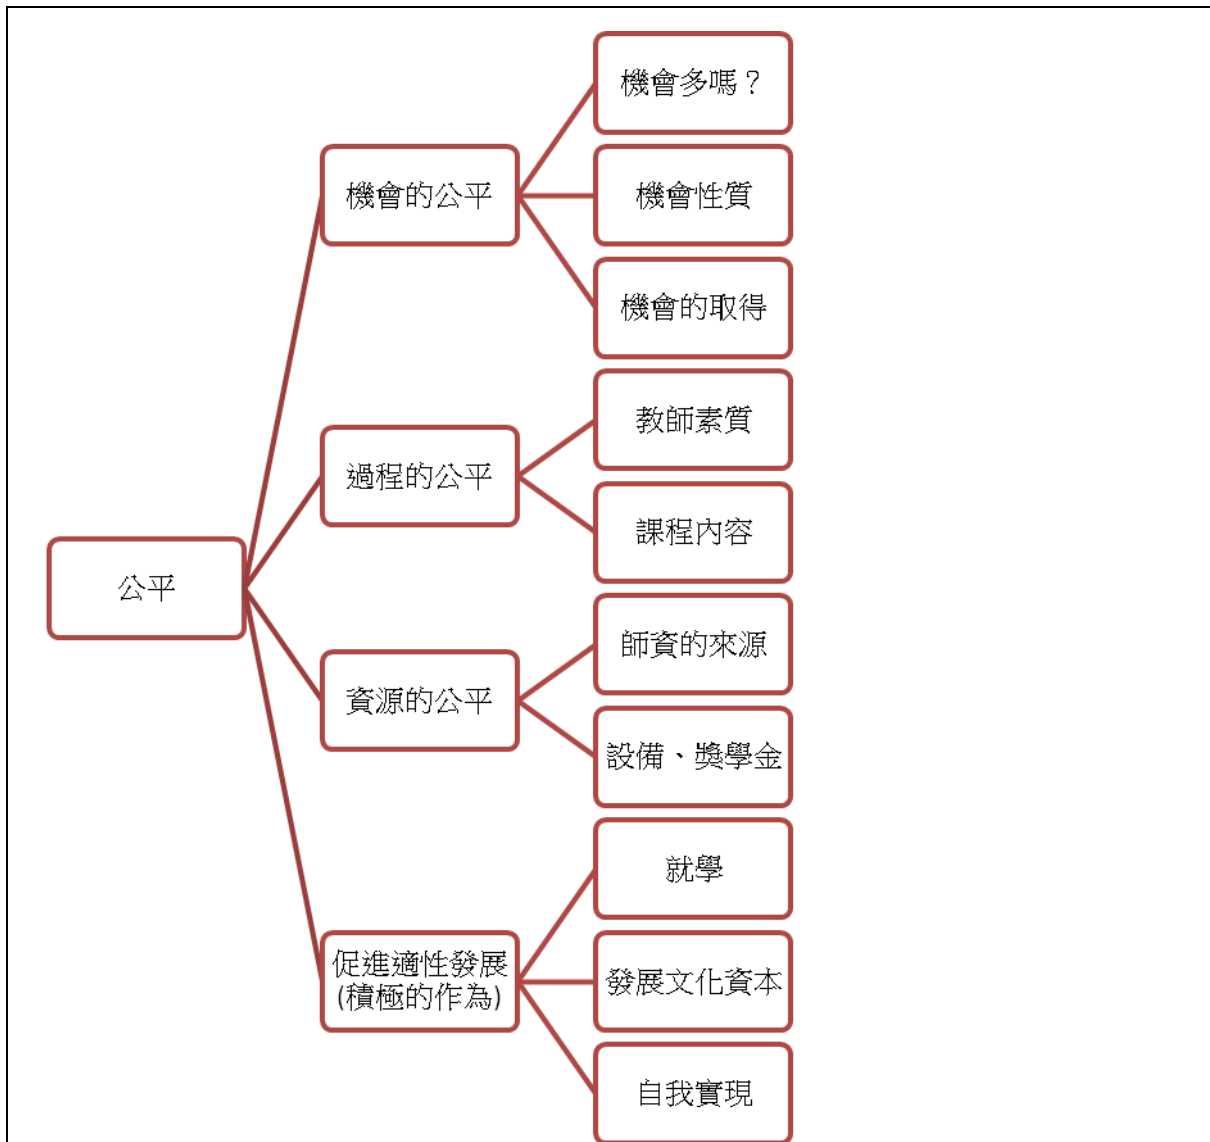 公平
機會的公平
機會多嗎？
機會性質
機會的取得
過程的公平
教師素質
課程內容
資源的公平
師資的來源
設備、獎學金
促進適性發展
(積極的作為)
就學
發展文化資本
自我實現